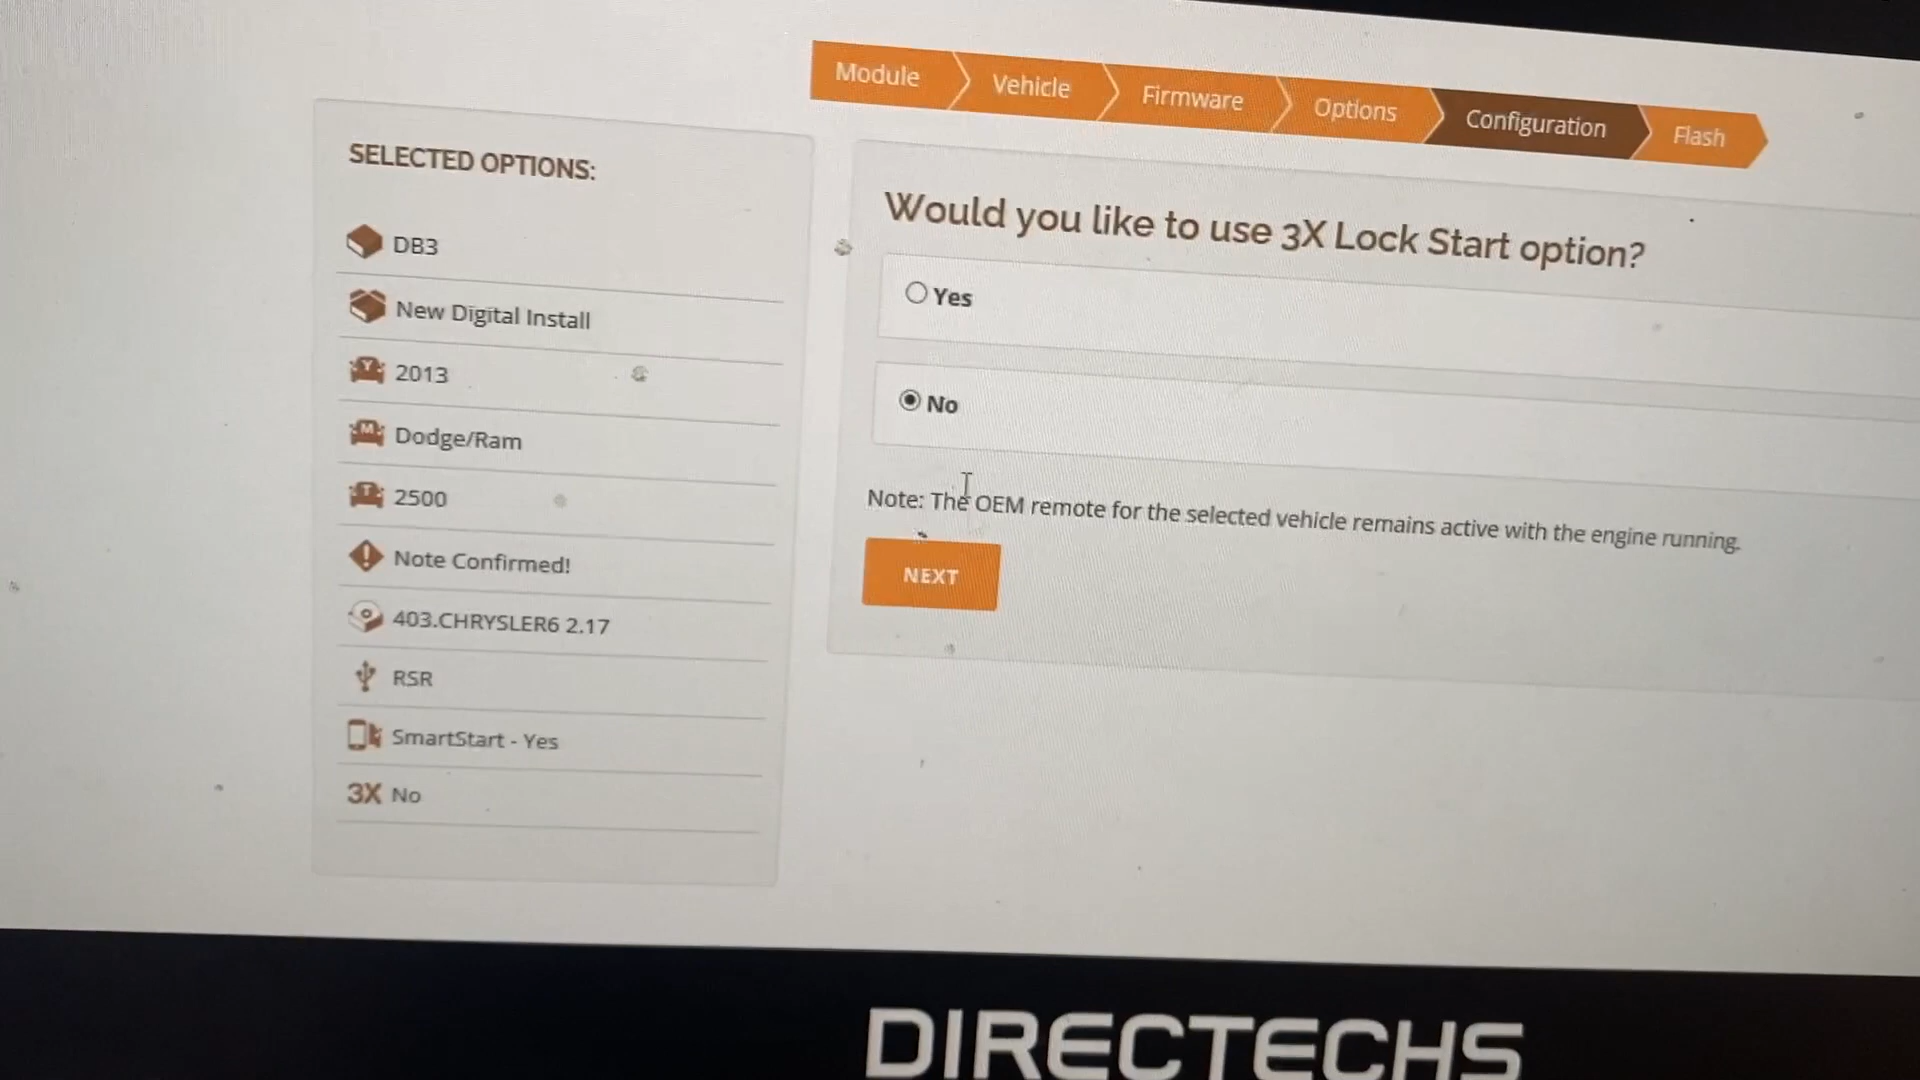 Module
Vehicle
Firmware
Options
Configuration
Flash
SELECTED OPTIONS:
DB3
New Digital Install
Y 2013
M Dodge/Ram
T 2500
! Note Confirmed!
403.CHRYSLER6 2.17
RSR
SmartStart - Yes
3X No
Would you like to use 3X Lock Start option?
Yes
No
Note: The OEM remote for the selected vehicle remains active with the engine running.
NEXT
DIRECTECHS